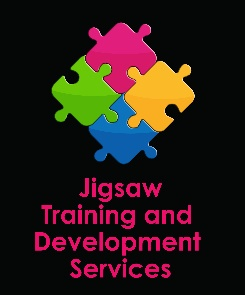 Jigsaw
Training and
Development
Services